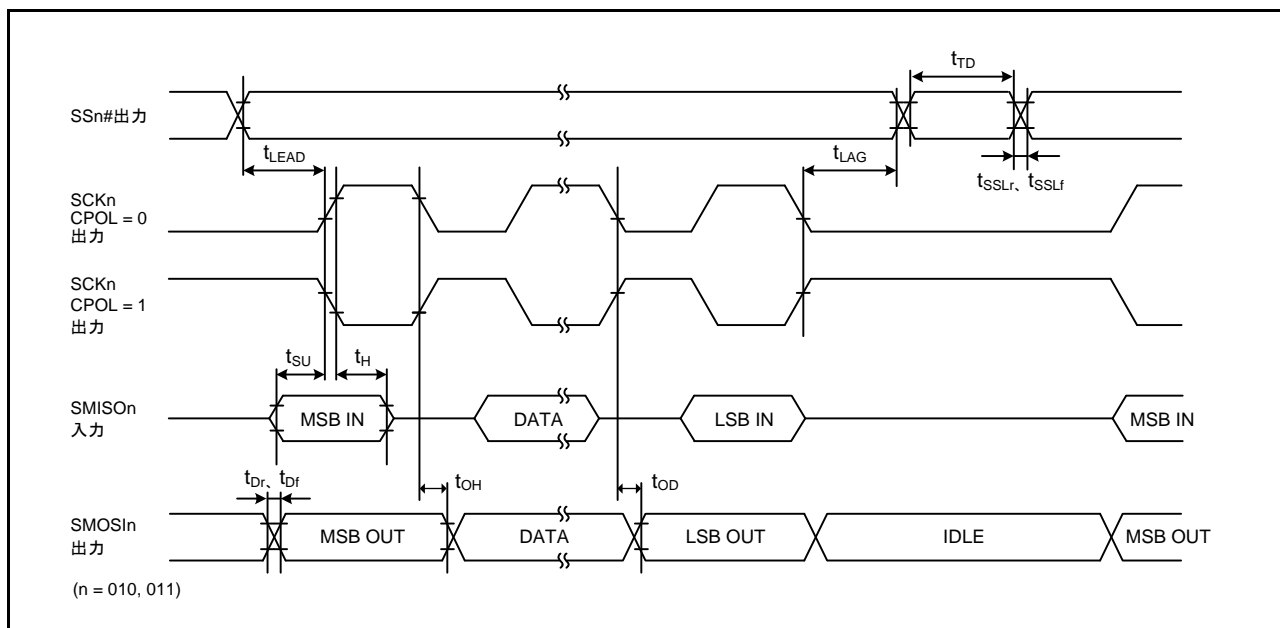 tTD
SSn#出力
tLEAD
tLAG
tSSLr、tSSLf
SCKn
CPOL = 0
出力
SCKn
CPOL = 1
出力
tSU
tH
SMISOn
入力
MSB IN
DATA
LSB IN
MSB IN
tDr、tDf
tOH
tOD
SMOSIn
出力
MSB OUT
DATA
LSB OUT
IDLE
MSB OUT
(n = 010, 011)